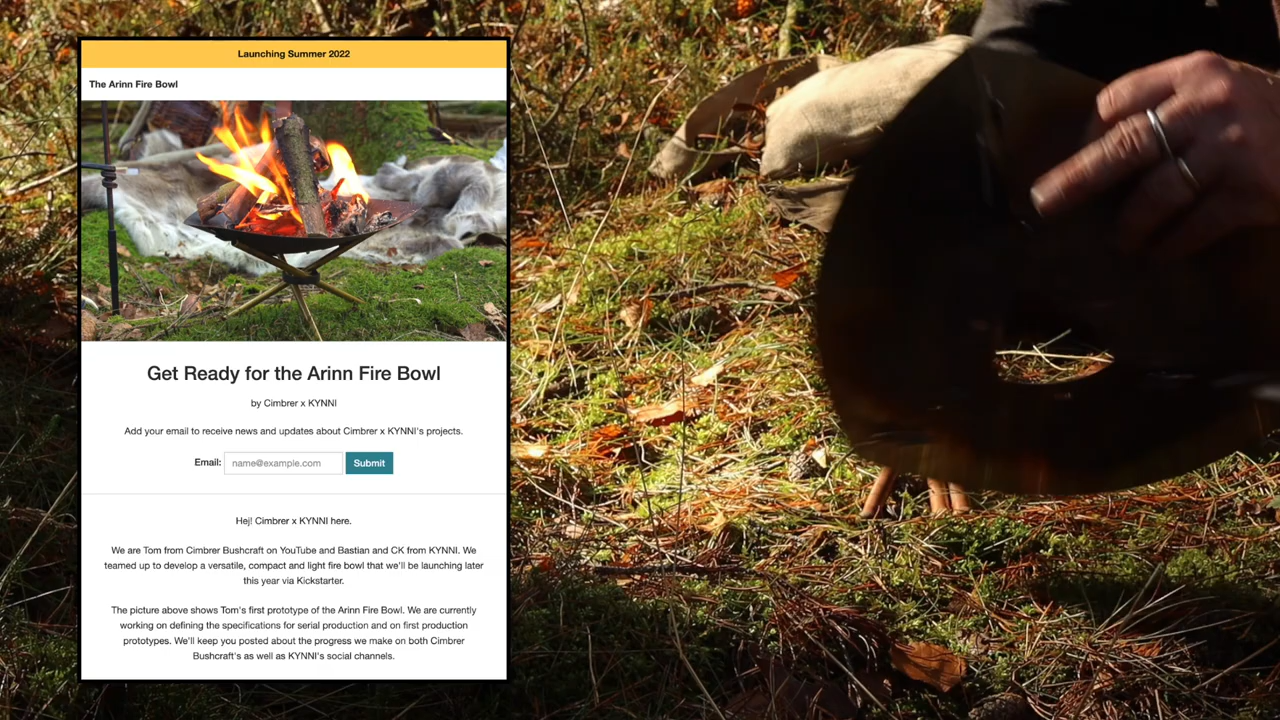 Launching Summer 2022
The Arinn Fire Bowl
Get Ready for the Arinn Fire Bowl
by Cimbrer x KYNNI
Add your email to receive news and updates about Cimbrer x KYNNI's projects.
Email: name@example.com Submit
Hej! Cimbrer x KYNNI here.
We are Tom from Cimbrer Bushcraft on YouTube and Bastian and CK from KYNNI. We
teamed up to develop a versatile, compact and light fire bowl that we'll be launching later
this year via Kickstarter.
The picture above shows Tom's first prototype of the Arinn Fire Bowl. We are currently
working on defining the specifications for serial production and on first production
prototypes. We'll keep you posted about the progress we make on both Cimbrer
Bushcraft's as well as KYNNI's social channels.